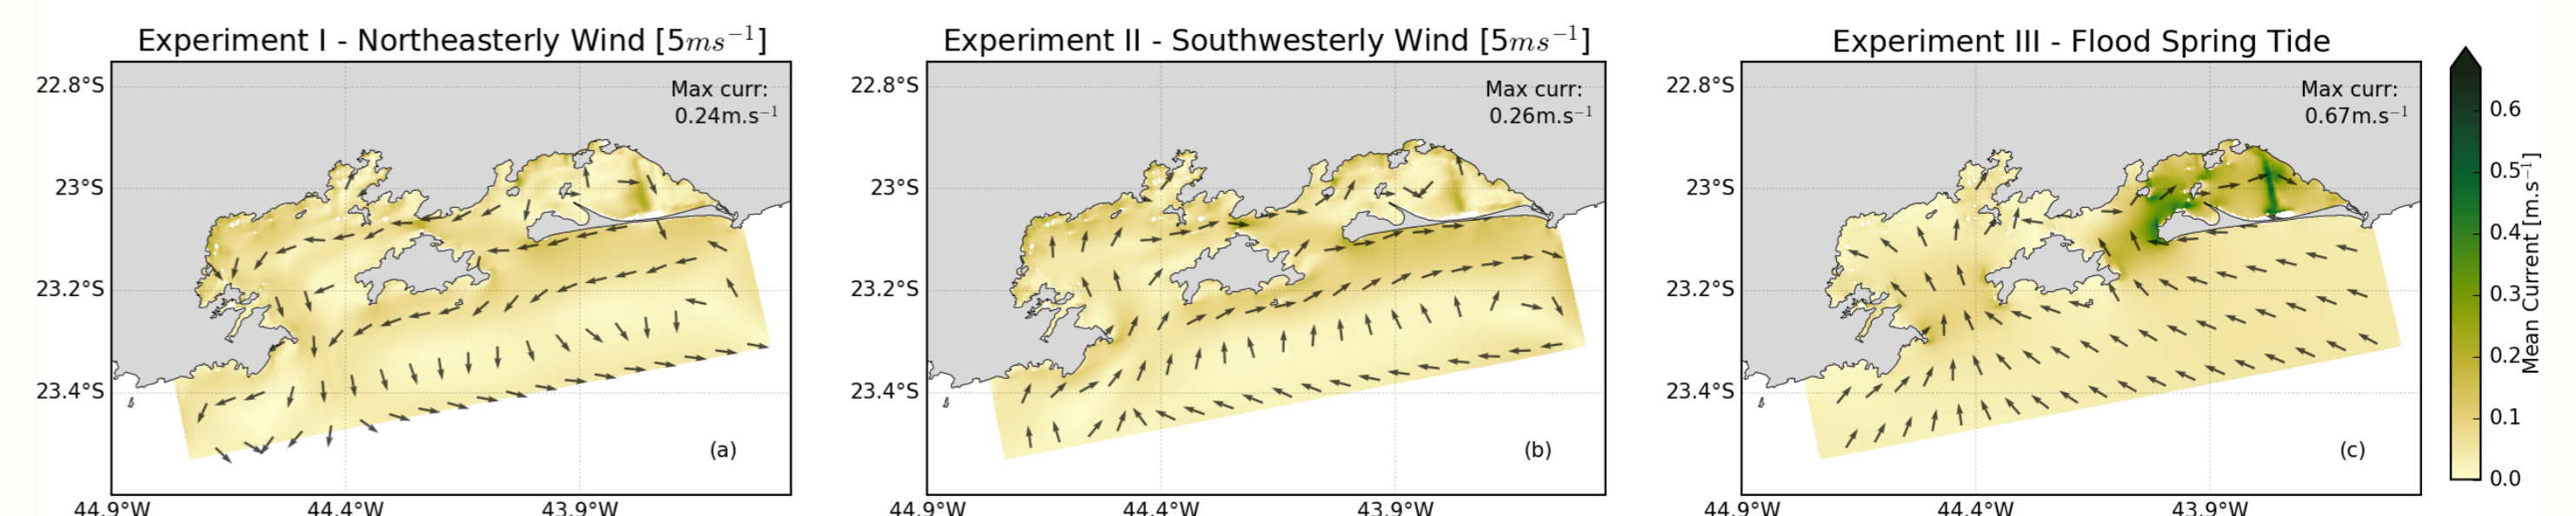 Experiment I - Northeasterly Wind [5ms⁻¹]
Max curr:
0.24m.s⁻¹
22.8°S
23°S
23.2°S
23.4°S
(a)
44.9°W 44.4°W 43.9°W
Experiment II - Southwesterly Wind [5ms⁻¹]
Max curr:
0.26m.s⁻¹
22.8°S
23°S
23.2°S
23.4°S
(b)
44.9°W 44.4°W 43.9°W
Experiment III - Flood Spring Tide
Max curr:
0.67m.s⁻¹
22.8°S
23°S
23.2°S
23.4°S
(c)
44.9°W 44.4°W 43.9°W
0.6
0.5
0.4
0.3
0.2
0.1
0.0
Mean Current [m.s⁻¹]